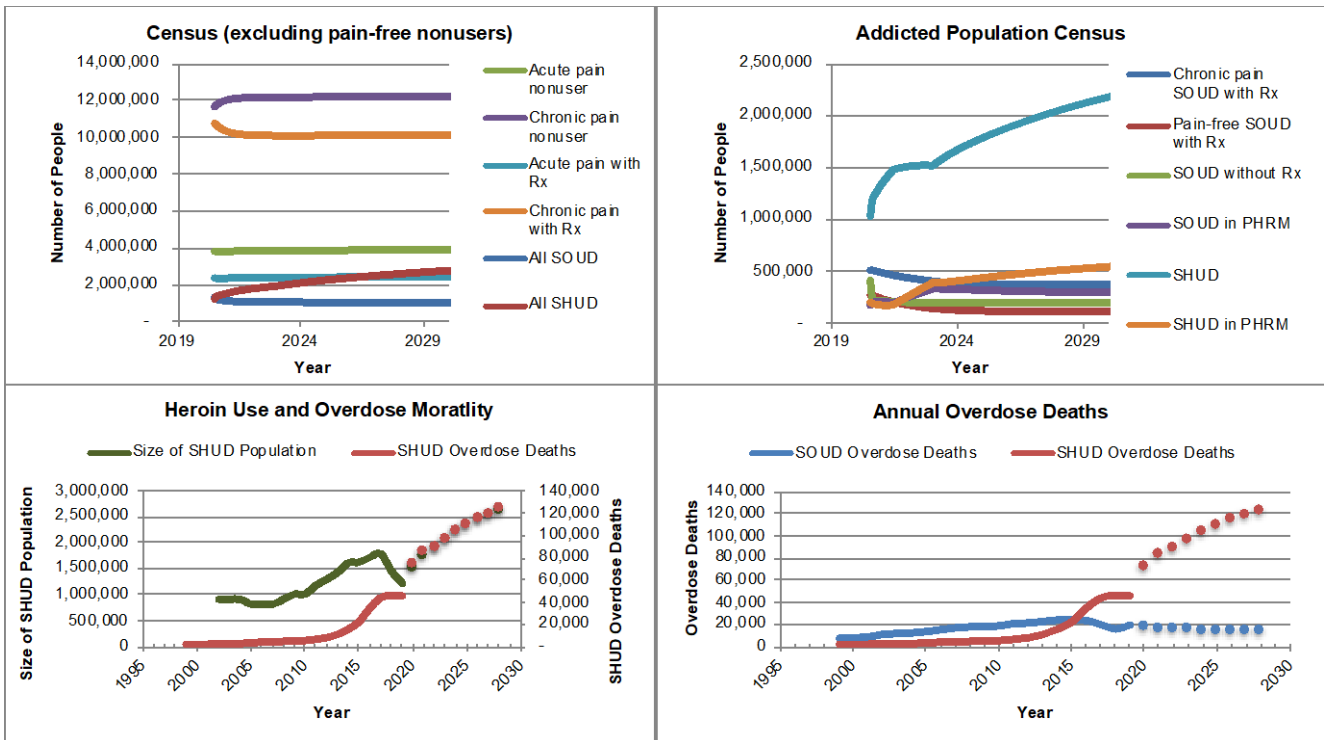 Census (excluding pain-free nonusers)
Number of People
14,000,000
12,000,000
10,000,000
8,000,000
6,000,000
4,000,000
2,000,000
-
2019
2024
2029
Year
Acute pain
nonuser
Chronic pain
nonuser
Acute pain with
Rx
Chronic pain
with Rx
All SOUD
All SHUD
Addicted Population Census
Number of People
2,500,000
2,000,000
1,500,000
1,000,000
500,000
-
2019
2024
2029
Year
Chronic pain
SOUD with Rx
Pain-free SOUD
with Rx
SOUD without Rx
SOUD in PHRM
SHUD
SHUD in PHRM
Heroin Use and Overdose Moratlity
Size of SHUD Population
SHUD Overdose Deaths
Size of SHUD Population
3,000,000
2,500,000
2,000,000
1,500,000
1,000,000
500,000
0
140,000
120,000
100,000
80,000
60,000
40,000
20,000
-
SHUD Overdose Deaths
1995
2000
2005
2010
2015
2020
2025
2030
Year
Annual Overdose Deaths
SOUD Overdose Deaths
SHUD Overdose Deaths
Overdose Deaths
140,000
120,000
100,000
80,000
60,000
40,000
20,000
0
1995
2000
2005
2010
2015
2020
2025
2030
Year